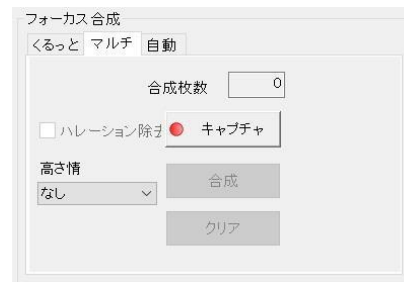 フォーカス合成
くるっと マルチ 自動
合成枚数 0
ハレーション除去 キャプチャ
高さ情
なし
合成
クリア